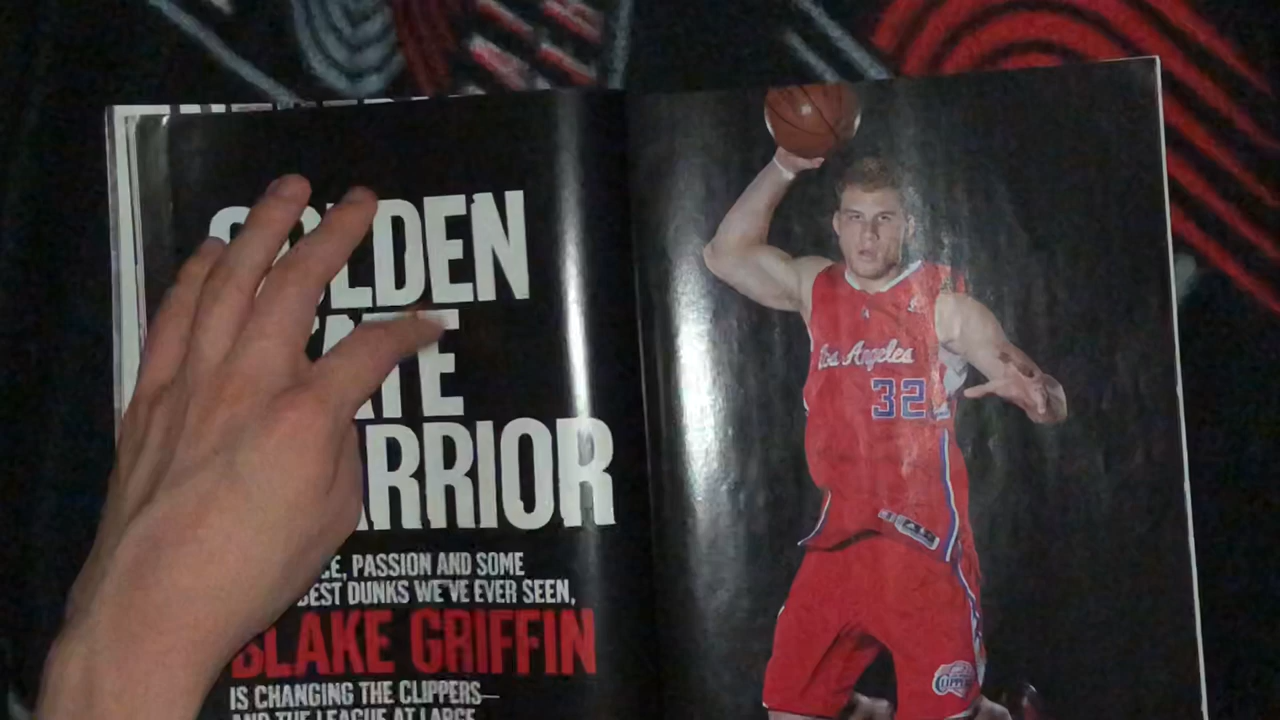 GOLDEN
STATE
WARRIOR
CE, PASSION AND SOME
BEST DUNKS WE'VE EVER SEEN,
BLAKE GRIFFIN
IS CHANGING THE CLIPPERS—
AND THE LEAGUE AT LARGE
Los Angeles
32